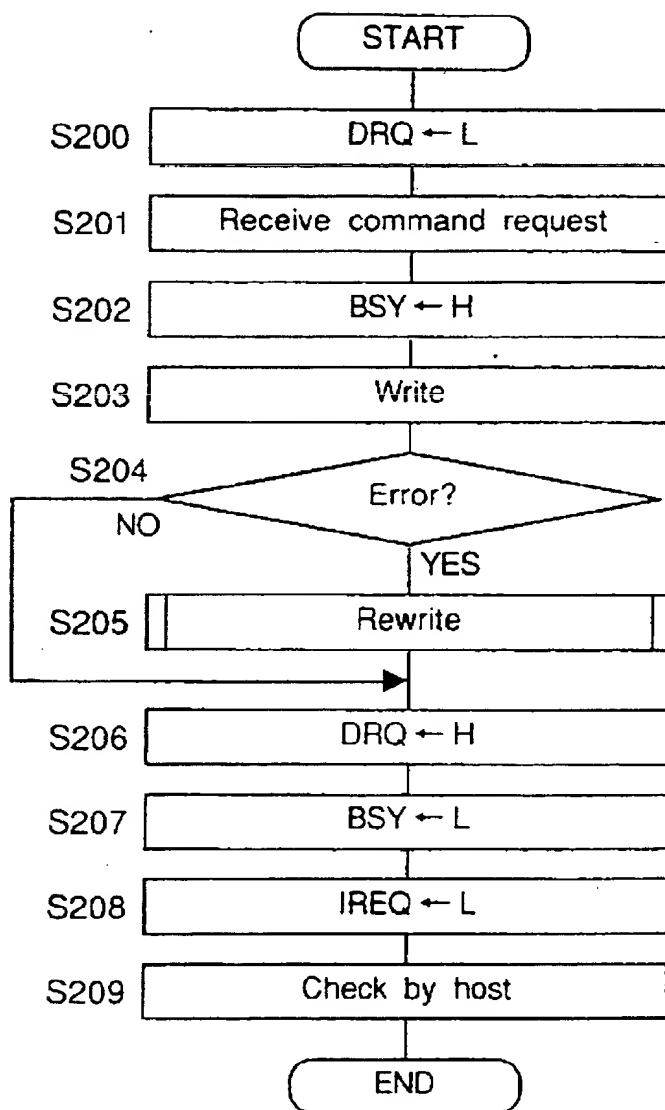 START
S200 DRQ ← L
S201 Receive command request
S202 BSY ← H
S203 Write
S204
Error?
NO
YES
S205 Rewrite
S206 DRQ ← H
S207 BSY ← L
S208 IREQ ← L
S209 Check by host
END